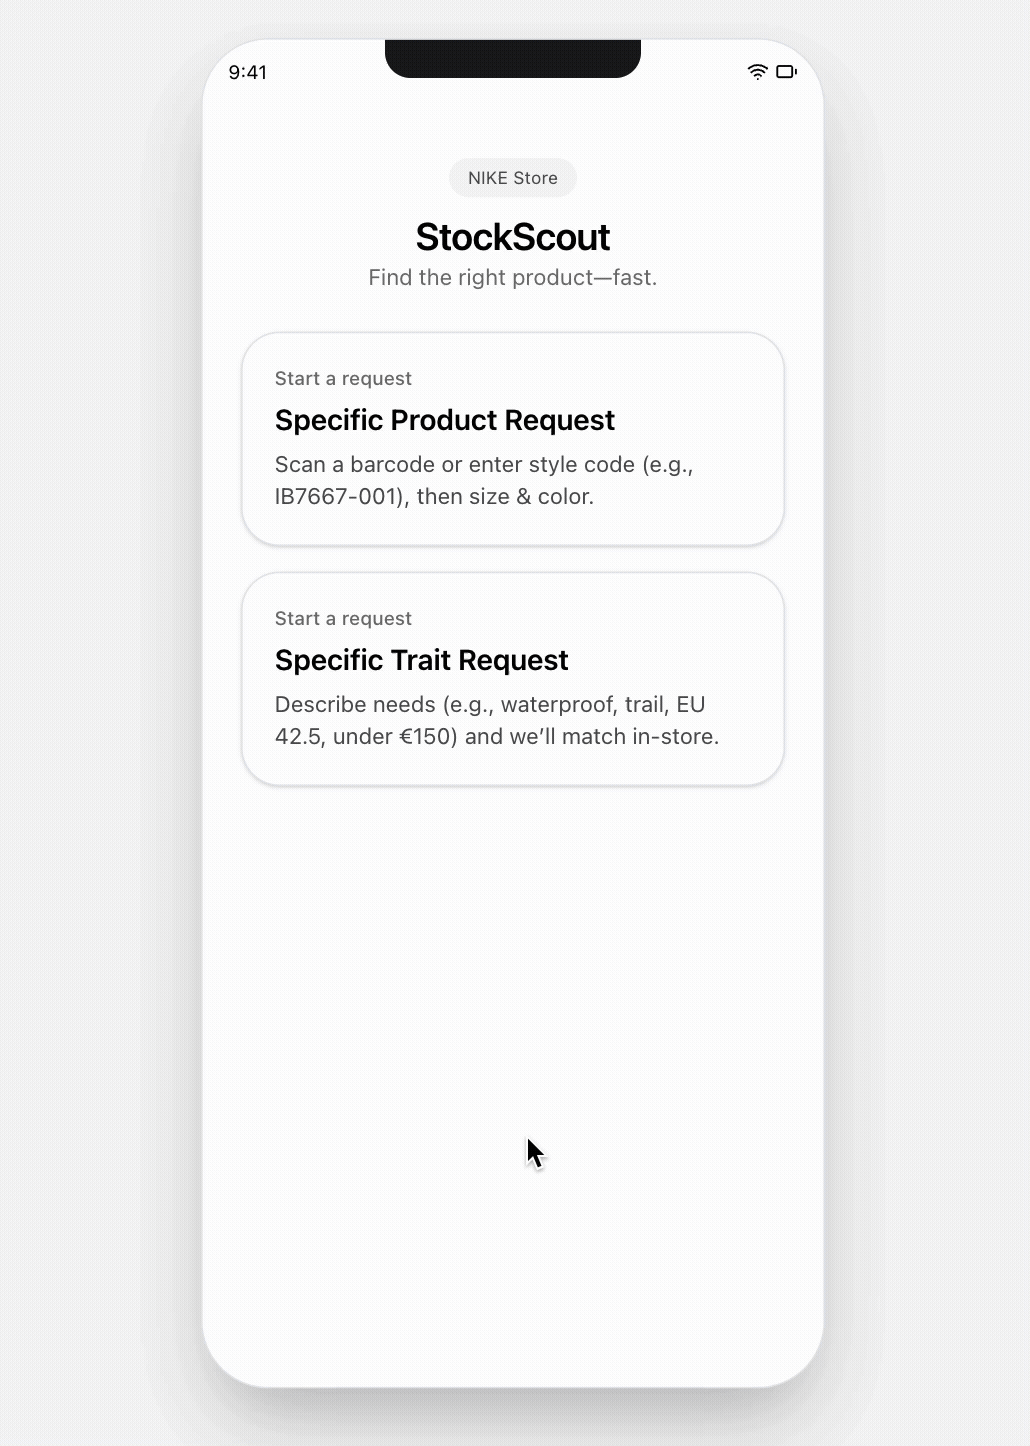 9:41
NIKE Store
StockScout
Find the right product—fast.
Start a request
Specific Product Request
Scan a barcode or enter style code (e.g.,
IB7667-001), then size & color.
Start a request
Specific Trait Request
Describe needs (e.g., waterproof, trail, EU
42.5, under €150) and we’ll match in-store.